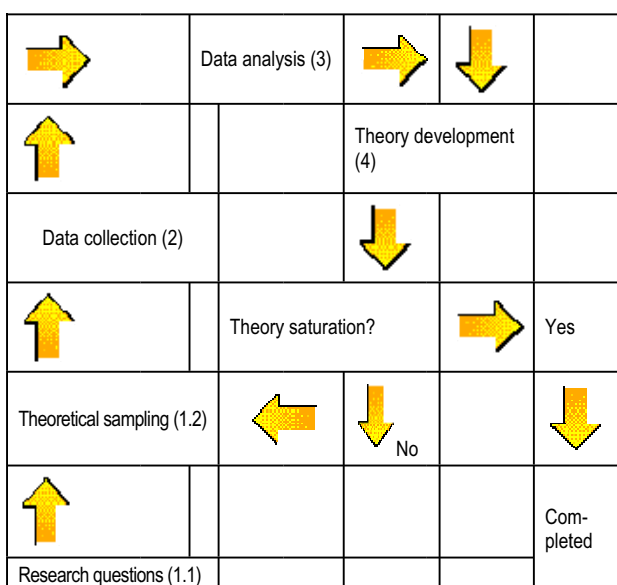 Data analysis (3)
Theory development
(4)
Data collection (2)
Theory saturation?
Yes
Theoretical sampling (1.2)
No
Com-
pleted
Research questions (1.1)